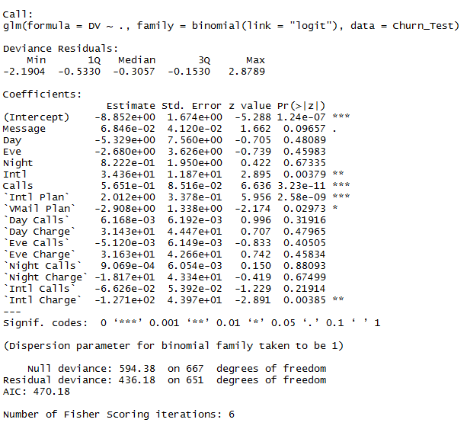 Call:
glm(formula = DV ~ ., family = binomial(link = "logit"), data = Churn_Test)
Deviance Residuals:
Min 1Q Median 3Q Max
-2.1904 -0.5330 -0.3057 -0.1530 2.8789
Coefficients:
Estimate Std. Error z value Pr(>|z|)
(Intercept) -8.852e+00 1.674e+00 -5.288 1.24e-07 ***
Message 6.846e-02 4.120e-02 1.662 0.09657 .
Day -5.329e+00 7.560e+00 -0.705 0.48089
Eve -2.680e+00 3.626e+00 -0.739 0.45983
Night 8.222e-01 1.950e+00 0.422 0.67335
Intl 3.436e+01 1.187e+01 2.895 0.00379 **
Calls 5.651e-01 8.516e-02 6.636 3.23e-11 ***
`Intl Plan` 2.012e+00 3.378e-01 5.956 2.58e-09 ***
`VMail Plan` -2.908e+00 1.338e+00 -2.174 0.02973 *
`Day Calls` 6.168e-03 6.192e-03 0.996 0.31916
`Day Charge` 3.143e+01 4.447e+01 0.707 0.47965
`Eve Calls` -5.120e-03 6.149e-03 -0.833 0.40505
`Eve Charge` 3.163e+01 4.266e+01 0.742 0.45834
`Night Calls` 9.069e-04 6.054e-03 0.150 0.88093
`Night Charge` -1.817e+01 4.334e+01 -0.419 0.67499
`Intl Calls` -6.626e-02 5.392e-02 -1.229 0.21914
`Intl Charge` -1.271e+02 4.397e+01 -2.891 0.00385 **
---
Signif. codes: 0 ‘***’ 0.001 ‘**’ 0.01 ‘*’ 0.05 ‘.’ 0.1 ‘ ’ 1
(Dispersion parameter for binomial family taken to be 1)
Null deviance: 594.38 on 667 degrees of freedom
Residual deviance: 436.18 on 651 degrees of freedom
AIC: 470.18
Number of Fisher Scoring iterations: 6